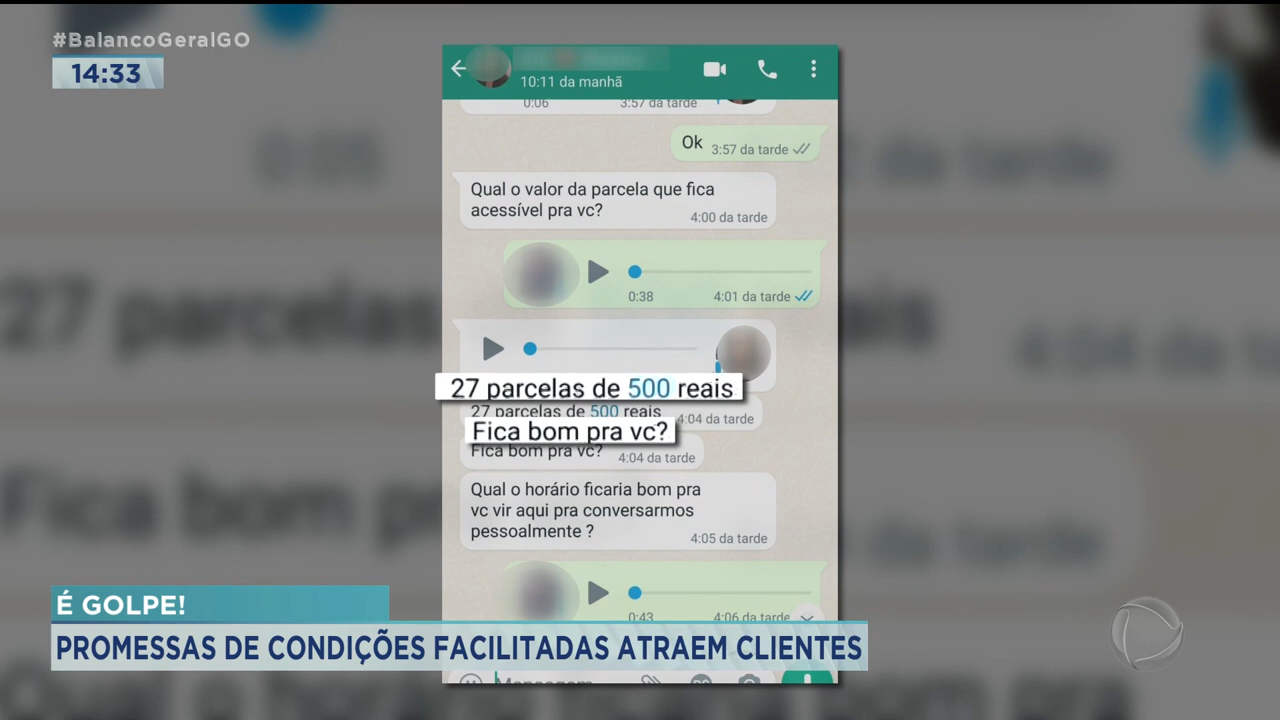 #BalancoGeralGO
14:33
10:11 da manhã
0:06 3:57 da tarde
Ok 3:57 da tarde
Qual o valor da parcela que fica
acessível pra vc?
4:00 da tarde
0:38 4:01 da tarde
27 parcelas de 500 reais
27 parcelas de 500 reais
4:04 da tarde
Fica bom pra vc?
Fica bom pra vc?
4:04 da tarde
Qual o horário ficaria bom pra
vc vir aqui pra conversarmos
pessoalmente ?
4:05 da tarde
0:43 4:06 da tarde
É GOLPE!
PROMESSAS DE CONDIÇÕES FACILITADAS ATRAEM CLIENTES
Mensagem